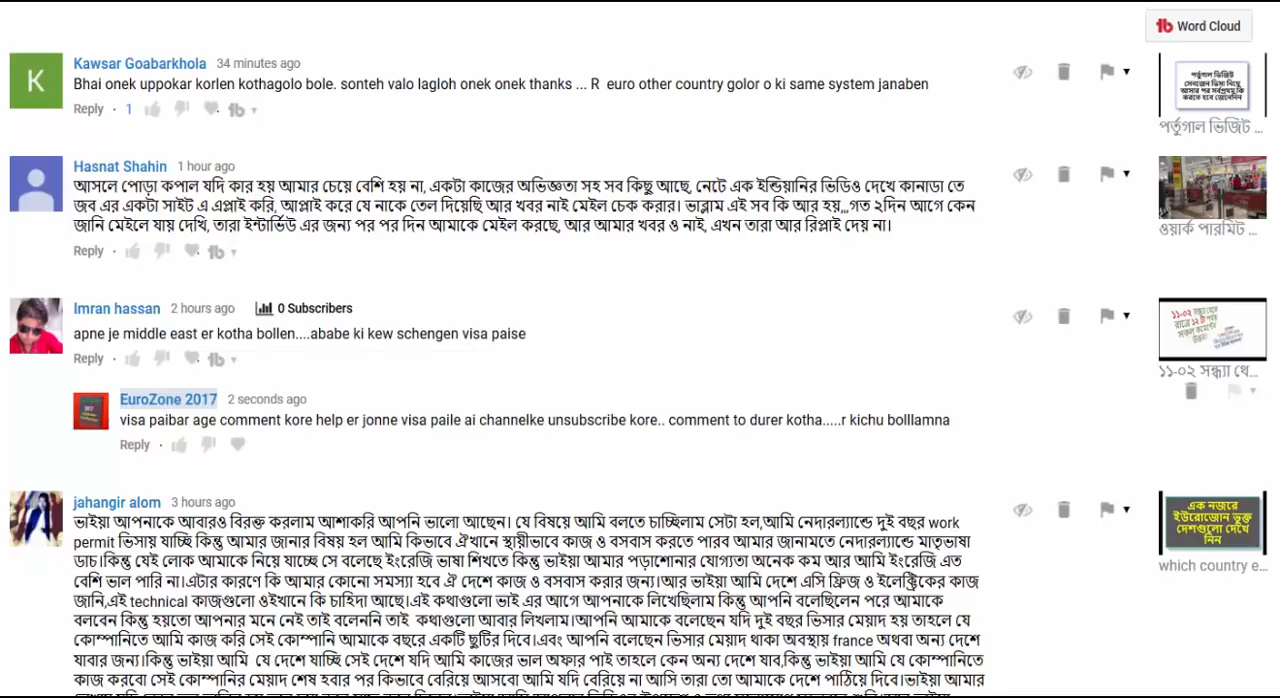 Word Cloud
K
Kawsar Goabarkhola 34 minutes ago
Bhai onek uppokar korlen kothagolo bole. sonteh valo lagloh onek onek thanks ... R euro other country golor o ki same system janaben
Reply · 1
পর্তুগাল ভিজিট
সেনজেন ভিসা নিয়ে
আসার পর সর্বপ্রথম কি
করতে হবে জেনেনিন
পর্তুগাল ভিজিট ...
Hasnat Shahin 1 hour ago
আসলে পোড়া কপাল যদি কার হয় আমার চেয়ে বেশি হয় না, একটা কাজের অভিজ্ঞতা সহ সব কিছু আছে, নেটে এক ইন্ডিয়ানির ভিডিও দেখে কানাডা তে
জব এর একটা সাইট এ এপ্লাই করি, আপ্লাই করে যে নাকে তেল দিয়েছি আর খবর নাই মেইল চেক করার। ভাব্লাম এই সব কি আর হয়,,,গত ২দিন আগে কেন
জানি মেইলে যায় দেখি, তারা ইন্টার্ভিউ এর জন্য পর পর দিন আমাকে মেইল করছে, আর আমার খবর ও নাই, এখন তারা আর রিপ্লাই দেয় না।
Reply ·
ওয়ার্ক পারমিট ...
Imran hassan 2 hours ago 0 Subscribers
apne je middle east er kotha bollen....ababe ki kew schengen visa paise
Reply ·
১১-০২ সন্ধ্যা থে...
EuroZone 2017 2 seconds ago
visa paibar age comment kore help er jonne visa paile ai channelke unsubscribe kore.. comment to durer kotha.....r kichu bolllamna
Reply ·
jahangir alom 3 hours ago
ভাইয়া আপনাকে আবারও বিরক্ত করলাম আশাকরি আপনি ভালো আছেন।যে বিষয়ে আমি বলতে চাচ্ছিলাম সেটা হল,আমি নেদারল্যান্ডে দুই বছর work
permit ভিসায় যাচ্ছি কিন্তু আমার জানার বিষয় হল আমি কিভাবে ঐখানে স্থায়ীভাবে কাজ ও বসবাস করতে পারব আমার জানামতে নেদারল্যান্ডে মাতৃভাষা
ডাচ।কিন্তু যেই লোক আমাকে নিয়ে যাচ্ছে সে বলেছে ইংরেজি ভাষা শিখতে কিন্তু ভাইয়া আমার পড়াশোনার যোগ্যতা অনেক কম আর আমি ইংরেজি এত
বেশি ভাল পারি না।এটার কারণে কি আমার কোনো সমস্যা হবে ঐ দেশে কাজ ও বসবাস করার জন্য।আর ভাইয়া আমি দেশে এসি ফ্রিজ ও ইলেক্ট্রিকের কাজ
জানি,এই technical কাজগুলো ওইখানে কি চাহিদা আছে।এই কথাগুলো ভাই এর আগে আপনাকে লিখেছিলাম কিন্তু আপনি বলেছিলেন পরে আমাকে
বলবেন কিন্তু হয়তো আপনার মনে নেই তাই বলেননি তাই কথাগুলো আবার লিখলাম।আপনি আমাকে বলেছেন যদি দুই বছর ভিসার মেয়াদ হয় তাহলে যে
কোম্পানিতে আমি কাজ করি সেই কোম্পানি আমাকে বছরে একটি ছুটির দিবে।এবং আপনি বলেছেন ভিসার মেয়াদ থাকা অবস্থায় france অথবা অন্য দেশে
যাবার জন্য।কিন্তু ভাইয়া আমি যে দেশে যাচ্ছি সেই দেশে যদি আমি কাজের ভাল অফার পাই তাহলে কেন অন্য দেশে যাব,কিন্তু ভাইয়া আমি যে কোম্পানিতে
কাজ করবো সেই কোম্পানির মেয়াদ শেষ হবার পর কিভাবে বেরিয়ে আসবো আমি যদি বেরিয়ে না আসি তারা তো আমাকে দেশে পাঠিয়ে দিবে।ভাইয়া আমার
এক নজরে
ইউরোজোন ভুক্ত
দেশগুলো দেখে
নিন
which country e...